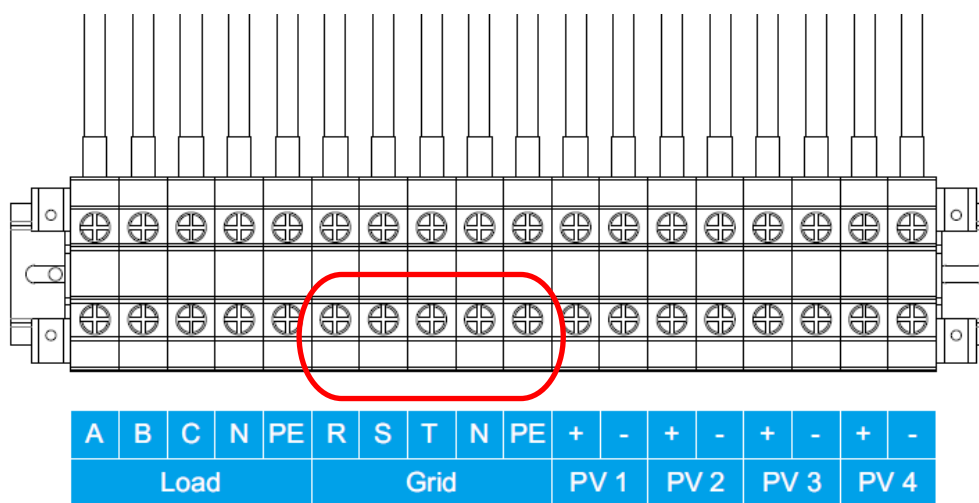 A B C N PE R S T N PE + - + - + - + -
Load Grid PV 1 PV 2 PV 3 PV 4